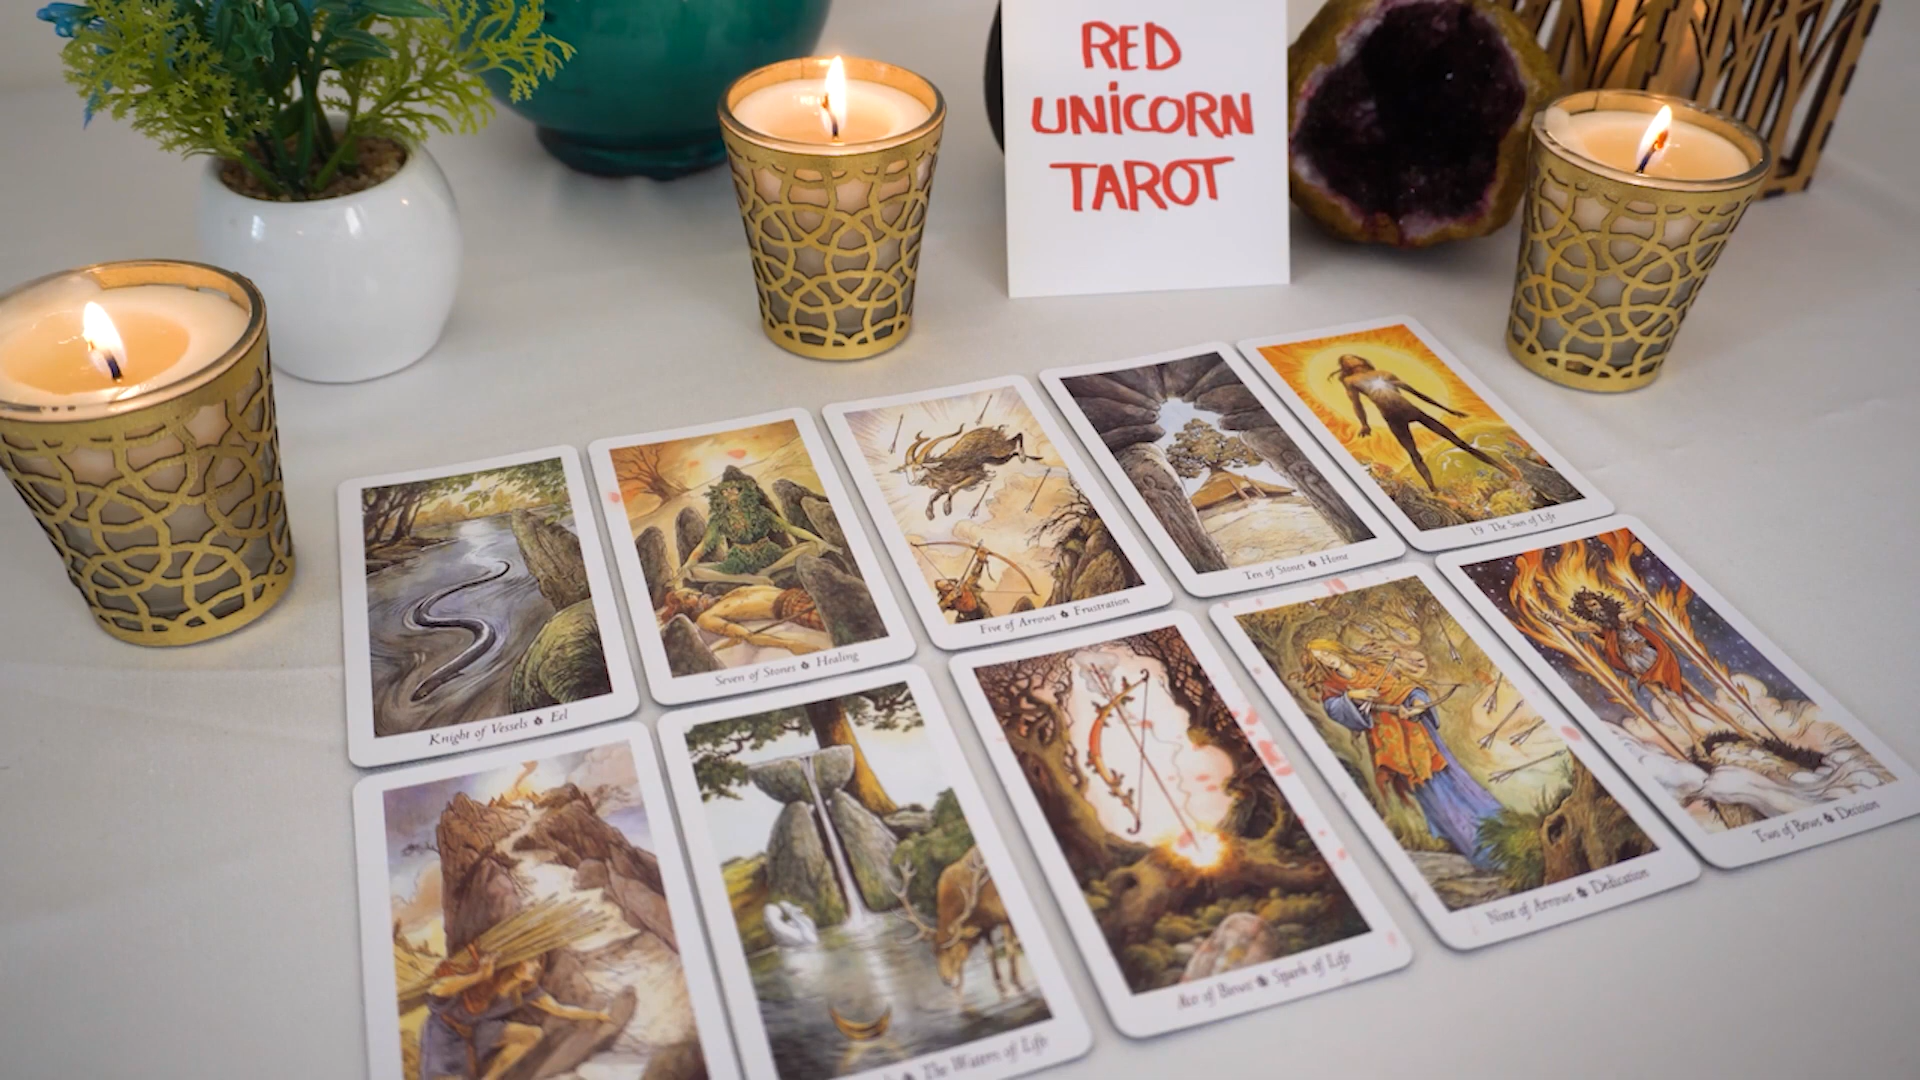 RED
UNiCORN
TAROT
19 The Sun of Life
Ten of Stones Home
Five of Arrows Frustration
Seven of Stones Healing
Knight of Vessels Eel
Two of Bows Decision
Nine of Arrows Dedication
Ace of Bows Spark of Life
The Waters of Life